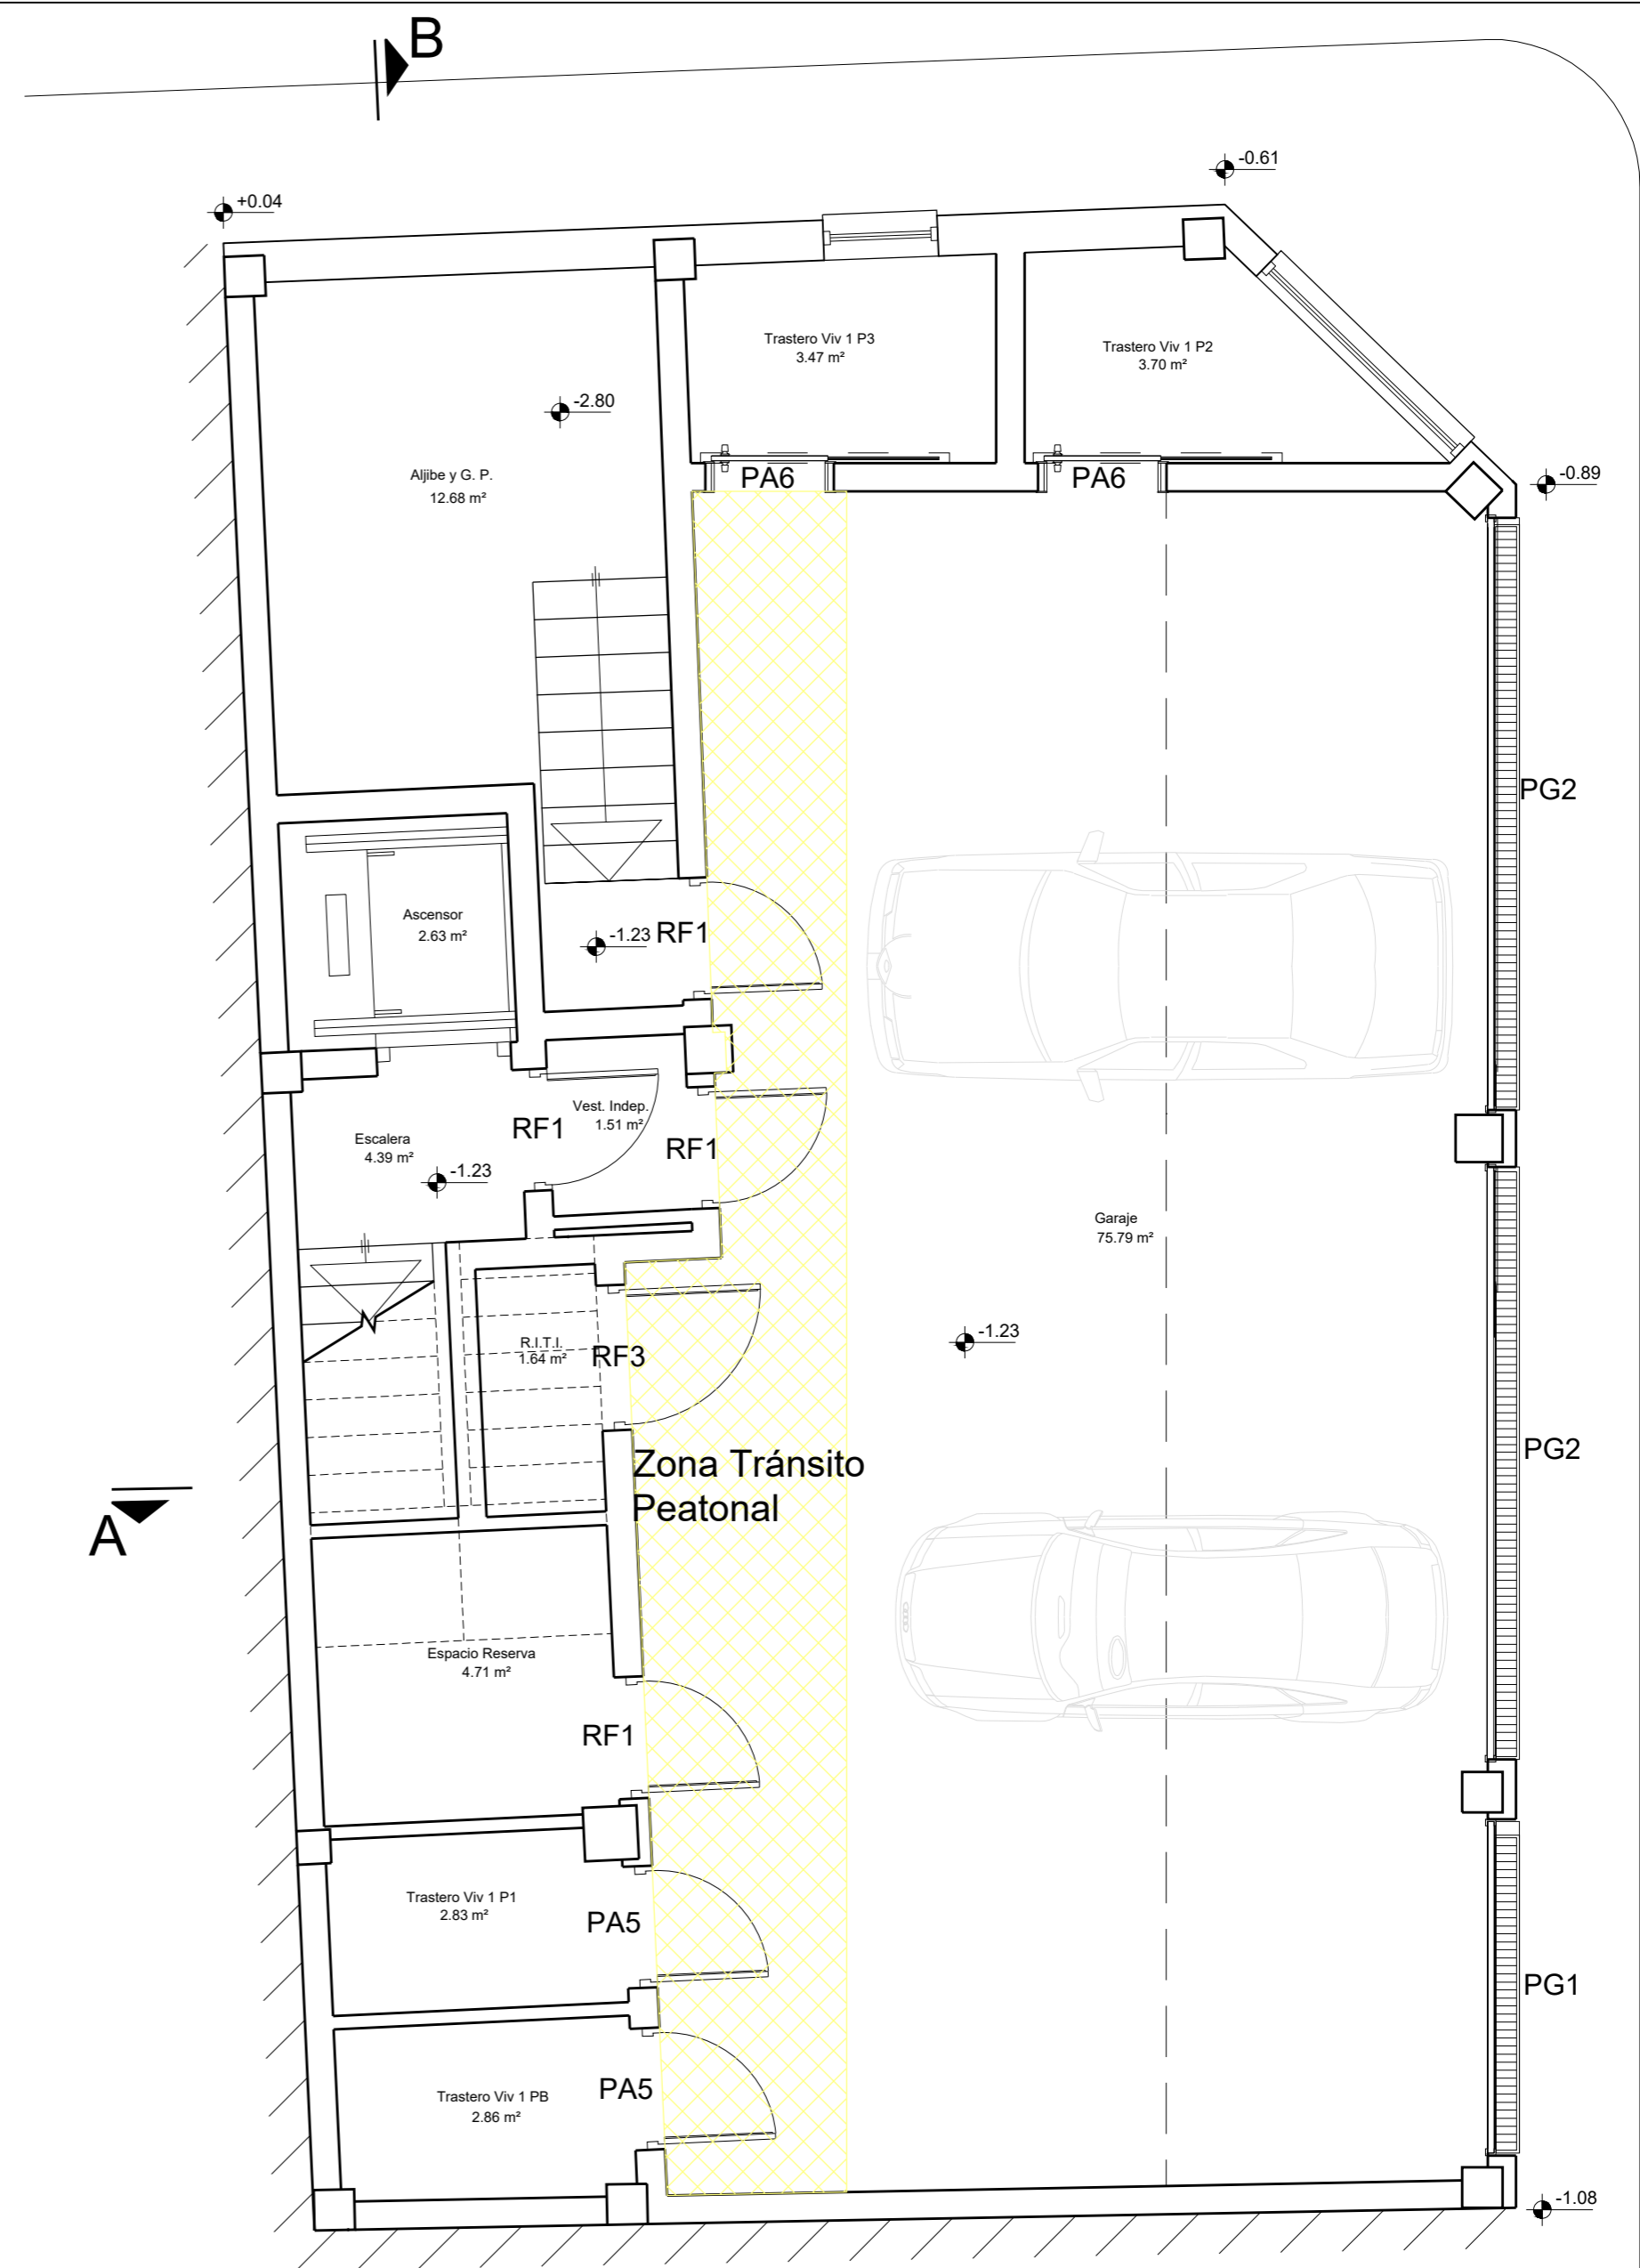 B
-0.61
+0.04
Trastero Viv 1 P3
3.47 m²
Trastero Viv 1 P2
3.70 m²
-2.80
Aljibe y G. P.
12.68 m²
PA6
PA6
-0.89
PG2
Ascensor
2.63 m²
-1.23
RF1
Vest. Indep.
1.51 m²
RF1
RF1
Escalera
4.39 m²
-1.23
Garaje
75.79 m²
-1.23
R.I.T.I.
1.64 m²
RF3
Zona Tránsito
Peatonal
PG2
A
Espacio Reserva
4.71 m²
RF1
Trastero Viv 1 P1
2.83 m²
PA5
PG1
Trastero Viv 1 PB
2.86 m²
PA5
-1.08